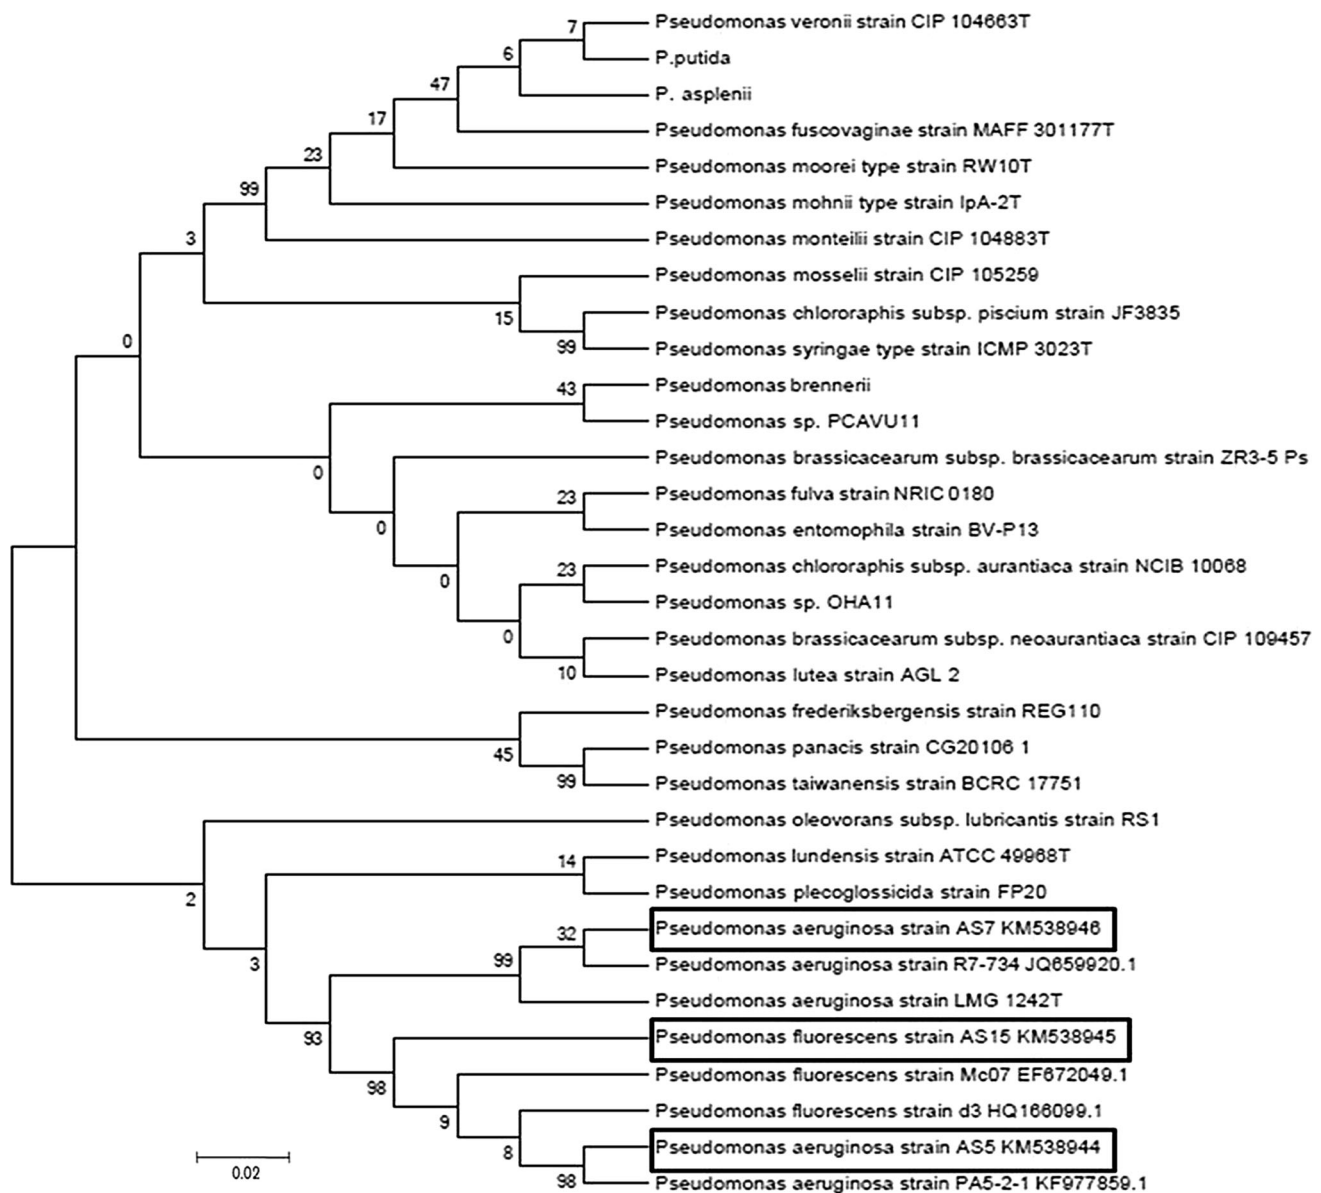 7
Pseudomonas veronii strain CIP 104663T
6
P.putida
47
P. asplenii
17
Pseudomonas fuscovaginae strain MAFF 301177T
23
Pseudomonas moorei type strain RW10T
99
Pseudomonas mohnii type strain IpA-2T
3
Pseudomonas monteilii strain CIP 104883T
Pseudomonas mosselii strain CIP 105259
15
Pseudomonas chlororaphis subsp. piscium strain JF3835
0
99
Pseudomonas syringae type strain ICMP 3023T
43
Pseudomonas brennerii
Pseudomonas sp. PCAVU11
0
Pseudomonas brassicacearum subsp. brassicacearum strain ZR3-5 Ps
23
Pseudomonas fulva strain NRIC 0180
0
Pseudomonas entomophila strain BV-P13
23
Pseudomonas chlororaphis subsp. aurantiaca strain NCIB 10068
0
Pseudomonas sp. OHA11
0
Pseudomonas brassicacearum subsp. neoaurantiaca strain CIP 109457
10
Pseudomonas lutea strain AGL 2
Pseudomonas frederiksbergensis strain REG110
45
Pseudomonas panacis strain CG20106 1
99
Pseudomonas taiwanensis strain BCRC 17751
Pseudomonas oleovorans subsp. lubricantis strain RS1
14
Pseudomonas lundensis strain ATCC 49968T
2
Pseudomonas plecoglossicida strain FP20
32
Pseudomonas aeruginosa strain AS7 KM538946
3
99
Pseudomonas aeruginosa strain R7-734 JQ659920.1
Pseudomonas aeruginosa strain LMG 1242T
93
Pseudomonas fluorescens strain AS15 KM538945
98
Pseudomonas fluorescens strain Mc07 EF672049.1
9
Pseudomonas fluorescens strain d3 HQ166099.1
8
Pseudomonas aeruginosa strain AS5 KM538944
98
Pseudomonas aeruginosa strain PA5-2-1 KF977859.1
0.02